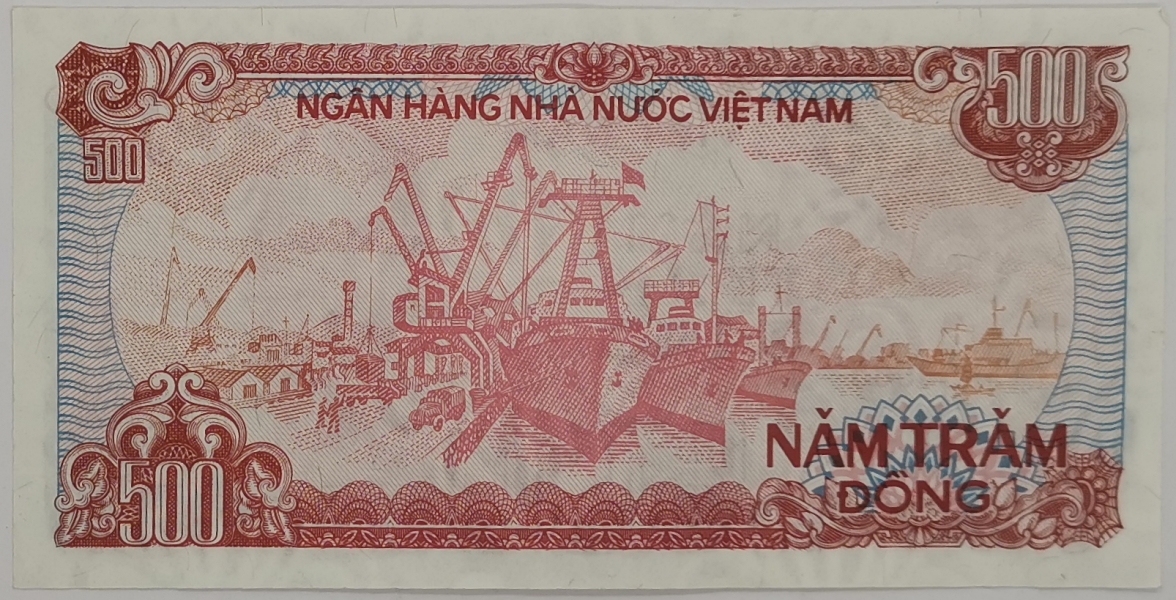 500
NGÂN HÀNG NHÀ NƯỚC VIỆT NAM
500
500
NĂM TRĂM
ĐỒNG